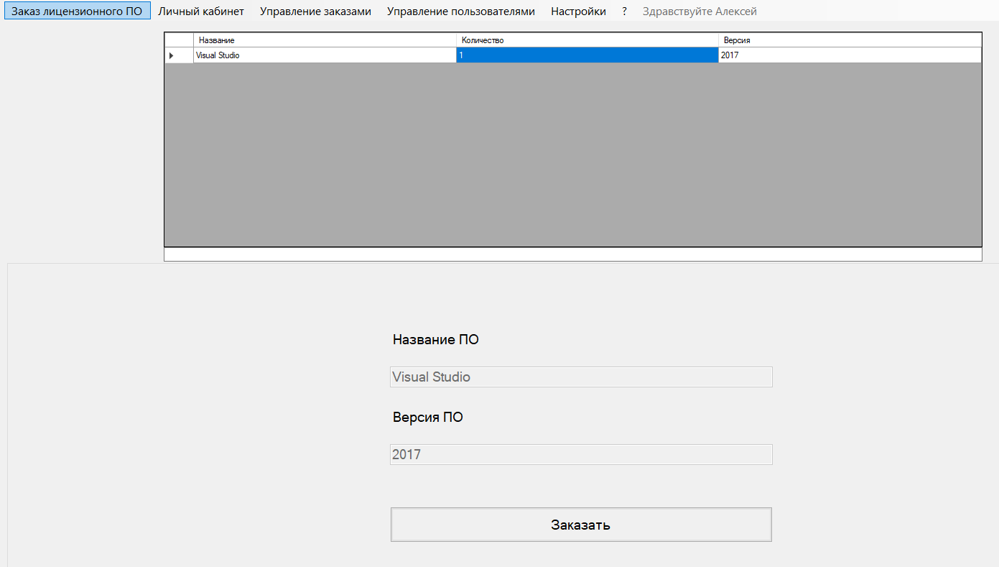 Заказ лицензионного ПО Личный кабинет Управление заказами Управление пользователями Настройки ? Здравствуйте Алексей
Название Количество Версия
Visual Studio 1 2017
Название ПО
Visual Studio
Версия ПО
2017
Заказать